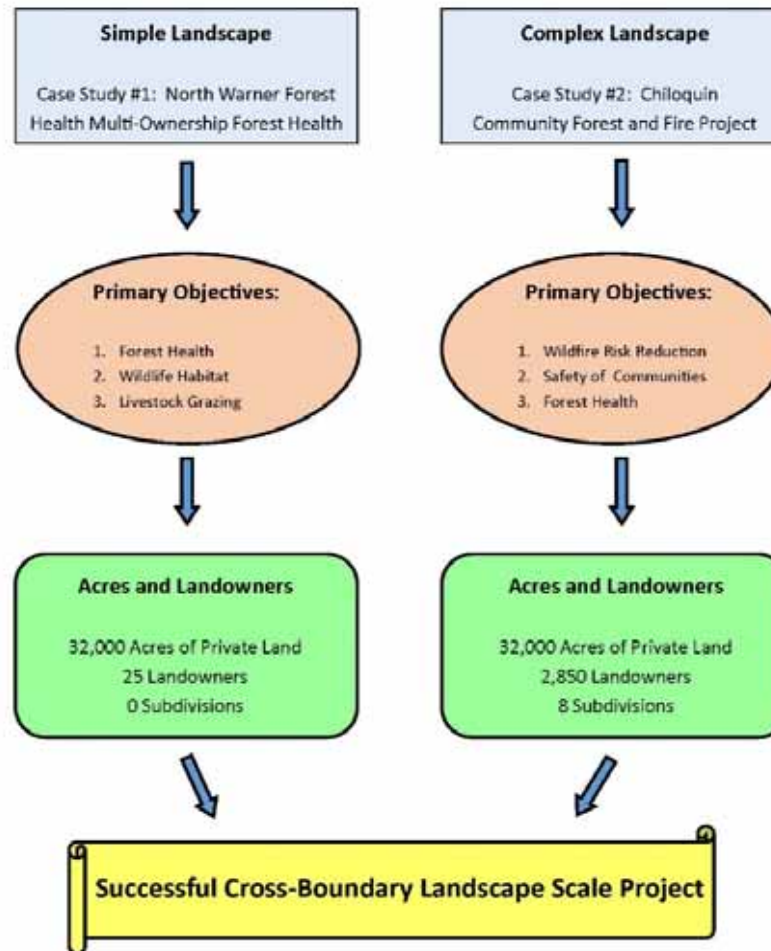 Simple Landscape
Case Study #1: North Warner Forest
Health Multi-Ownership Forest Health
Primary Objectives:
1. Forest Health
2. Wildlife Habitat
3. Livestock Grazing
Acres and Landowners
32,000 Acres of Private Land
25 Landowners
0 Subdivisions
Complex Landscape
Case Study #2: Chiloquin
Community Forest and Fire Project
Primary Objectives:
1. Wildfire Risk Reduction
2. Safety of Communities
3. Forest Health
Acres and Landowners
32,000 Acres of Private Land
2,850 Landowners
8 Subdivisions
Successful Cross-Boundary Landscape Scale Project